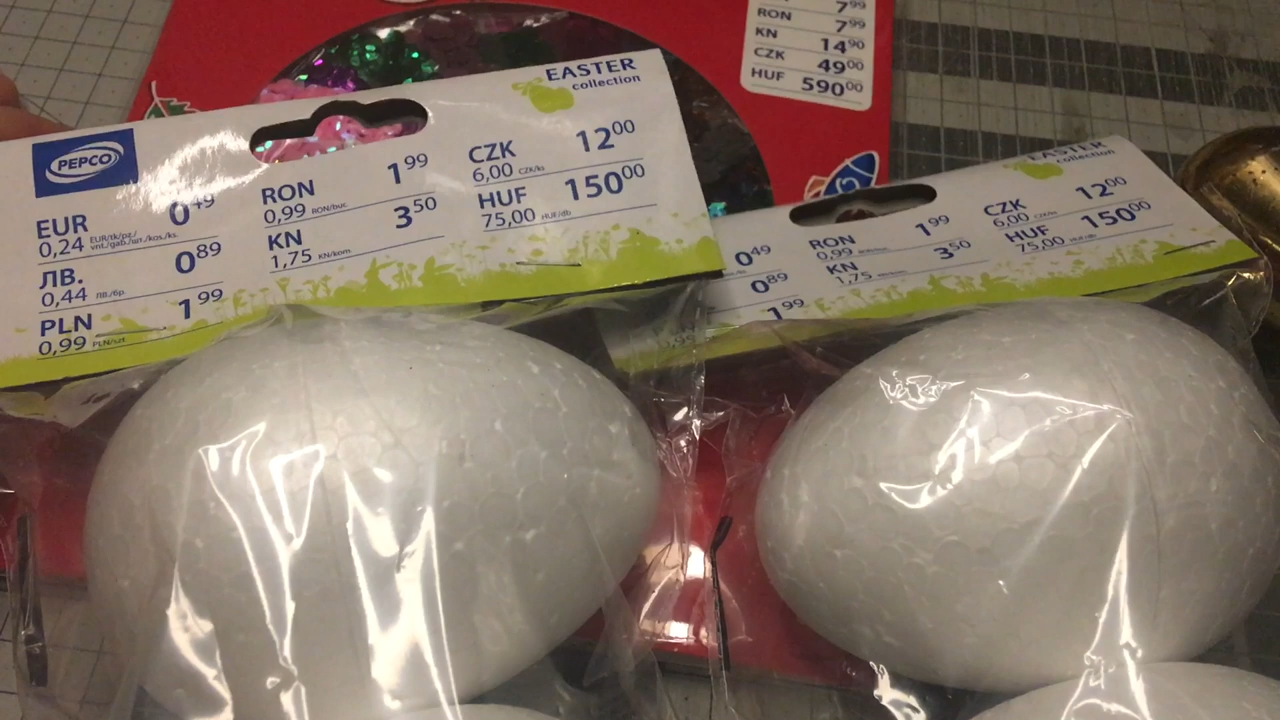 7⁹⁹
RON 7⁹⁹
KN 14⁹⁰
CZK 49⁰⁰
HUF 590⁰⁰
EASTER
collection
PEPCO
EUR 0⁴⁹
0,24 EUR/tk/pz./
vnt./gab./шт./kos./ks.
ЛВ. 0⁸⁹
0,44 ЛВ./бр.
PLN 1⁹⁹
0,99 PLN/szt
RON 1⁹⁹
0,99 RON/buc.
KN 3⁵⁰
1,75 KN/kom.
CZK 12⁰⁰
6,00 CZK/ks
HUF 150⁰⁰
75,00 HUF/db
EASTER
collection
0⁴⁹
0⁸⁹
1⁹⁹
RON 1⁹⁹
0,99
KN 3⁵⁰
1,75
CZK 12⁰⁰
6,00 CZK/ks
HUF 150⁰⁰
75,00 HUF/db